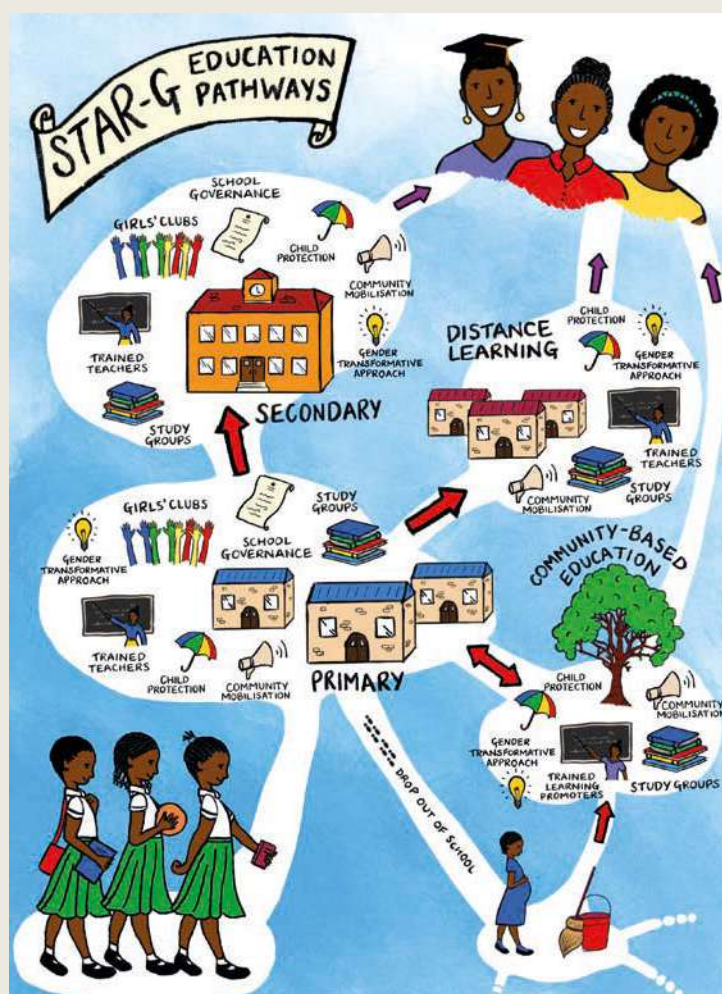 STAR-G EDUCATION
PATHWAYS
SCHOOL
GOVERNANCE
GIRLS' CLUBS
CHILD
PROTECTION
COMMUNITY
MOBILISATION
TRAINED
TEACHERS
GENDER
TRANSFORMATIVE
APPROACH
STUDY
GROUPS
SECONDARY
DISTANCE
LEARNING
CHILD
PROTECTION
GENDER
TRANSFORMATIVE
APPROACH
TRAINED
TEACHERS
COMMUNITY
MOBILISATION
STUDY
GROUPS
GIRLS' CLUBS
SCHOOL
GOVERNANCE
STUDY
GROUPS
GENDER
TRANSFORMATIVE
APPROACH
TRAINED
TEACHERS
CHILD
PROTECTION
COMMUNITY
MOBILISATION
PRIMARY
COMMUNITY-BASED
EDUCATION
CHILD
PROTECTION
COMMUNITY
MOBILISATION
GENDER
TRANSFORMATIVE
APPROACH
TRAINED
LEARNING
PROMOTERS
STUDY GROUPS
DROP OUT OF SCHOOL